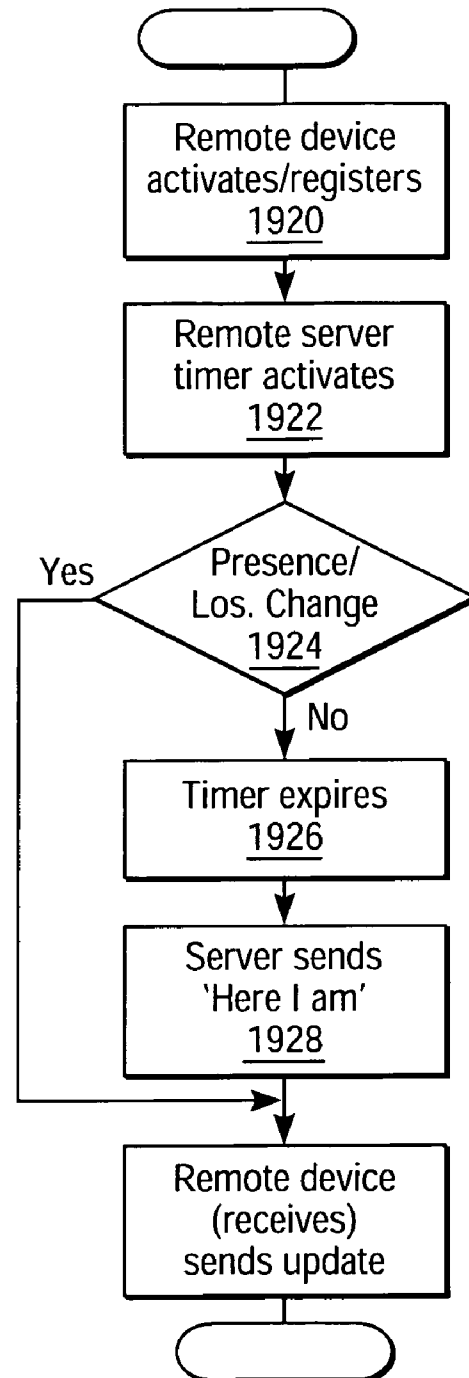 Remote device
activates/registers
1920
Remote server
timer activates
1922
Yes
Presence/
Los. Change
1924
No
Timer expires
1926
Server sends
'Here I am'
1928
Remote device
(receives)
sends update